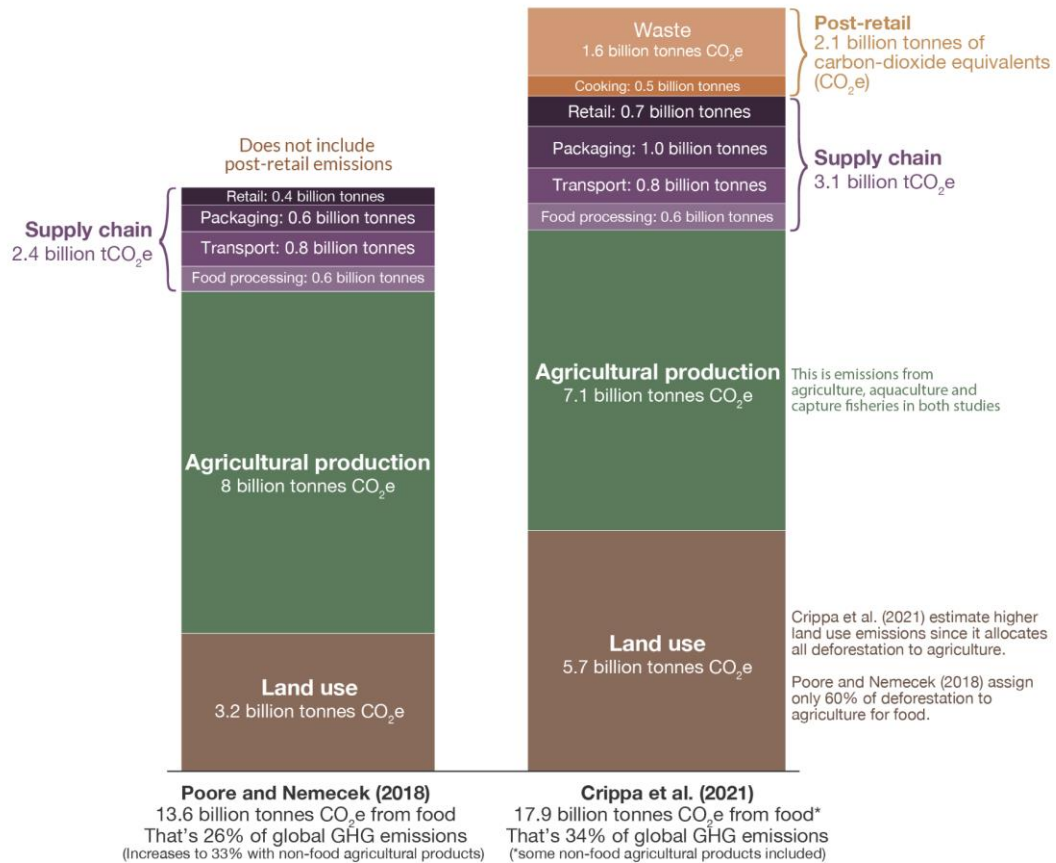 Waste
1.6 billion tonnes CO₂e
Cooking: 0.5 billion tonnes
Post-retail
2.1 billion tonnes of
carbon-dioxide equivalents
(CO₂e)
Retail: 0.7 billion tonnes
Packaging: 1.0 billion tonnes
Transport: 0.8 billion tonnes
Food processing: 0.6 billion tonnes
Supply chain
3.1 billion tCO₂e
Does not include
post-retail emissions
Retail: 0.4 billion tonnes
Packaging: 0.6 billion tonnes
Transport: 0.8 billion tonnes
Food processing: 0.6 billion tonnes
Supply chain
2.4 billion tCO₂e
Agricultural production
7.1 billion tonnes CO₂e
This is emissions from
agriculture, aquaculture and
capture fisheries in both studies
Agricultural production
8 billion tonnes CO₂e
Land use
5.7 billion tonnes CO₂e
Crippa et al. (2021) estimate higher
land use emissions since it allocates
all deforestation to agriculture.
Poore and Nemecek (2018) assign
only 60% of deforestation to
agriculture for food.
Land use
3.2 billion tonnes CO₂e
Poore and Nemecek (2018)
13.6 billion tonnes CO₂e from food
That's 26% of global GHG emissions
(Increases to 33% with non-food agricultural products)
Crippa et al. (2021)
17.9 billion tonnes CO₂e from food*
That's 34% of global GHG emissions
(*some non-food agricultural products included)